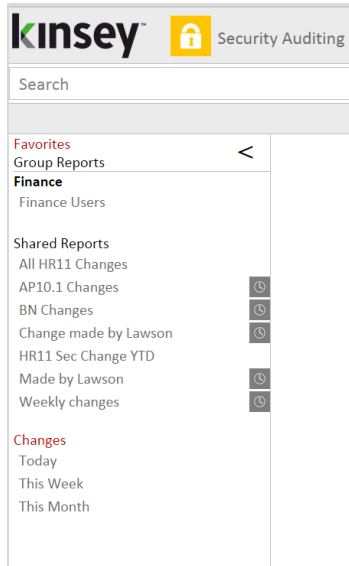 kinsey™ Security Auditing
Search
Favorites
Group Reports
<
Finance
Finance Users
Shared Reports
All HR11 Changes
AP10.1 Changes
BN Changes
Change made by Lawson
HR11 Sec Change YTD
Made by Lawson
Weekly changes
Changes
Today
This Week
This Month